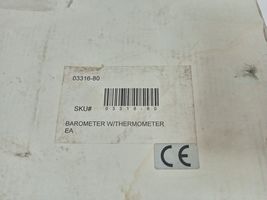 03316-80
SKU#
03316-80
BAROMETER W/THERMOMETER
EA
CE